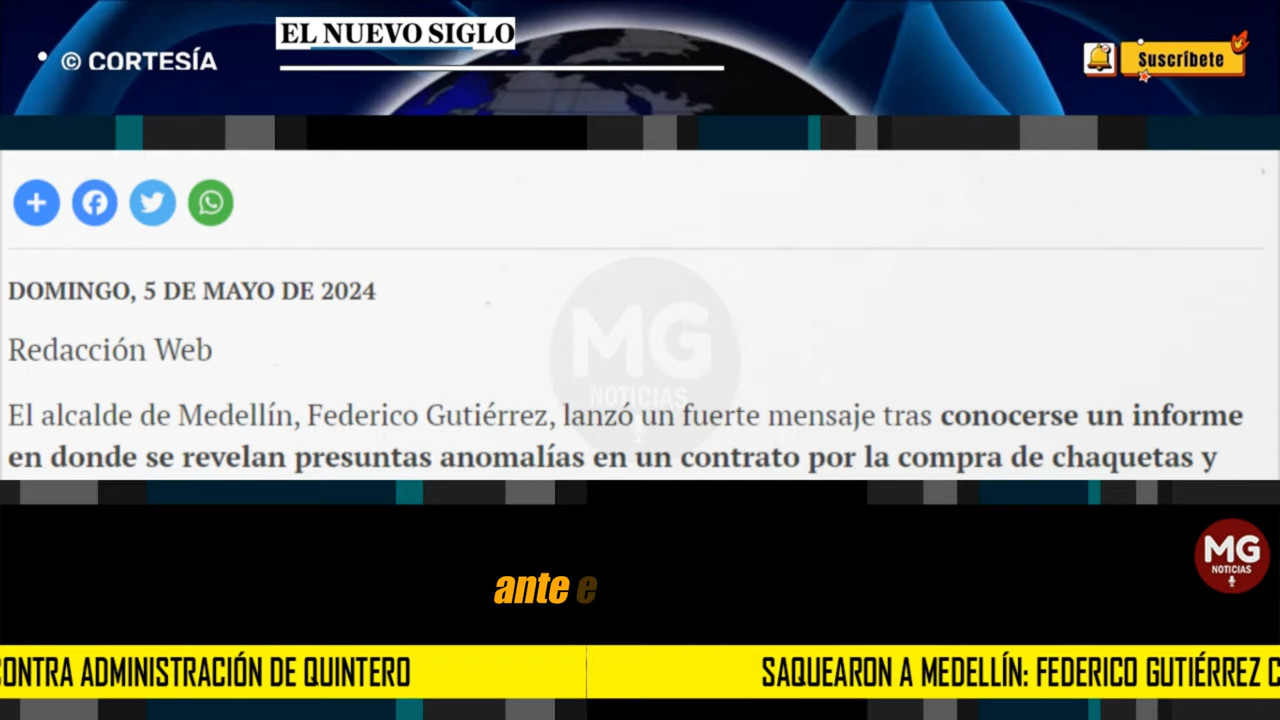 EL NUEVO SIGLO
© CORTESÍA
Suscríbete
DOMINGO, 5 DE MAYO DE 2024
Redacción Web
MG
NOTICIAS
El alcalde de Medellín, Federico Gutiérrez, lanzó un fuerte mensaje tras conocerse un informe
en donde se revelan presuntas anomalías en un contrato por la compra de chaquetas y
MG
NOTICIAS
ante e
CONTRA ADMINISTRACIÓN DE QUINTERO
SAQUEARON A MEDELLÍN: FEDERICO GUTIÉRREZ C